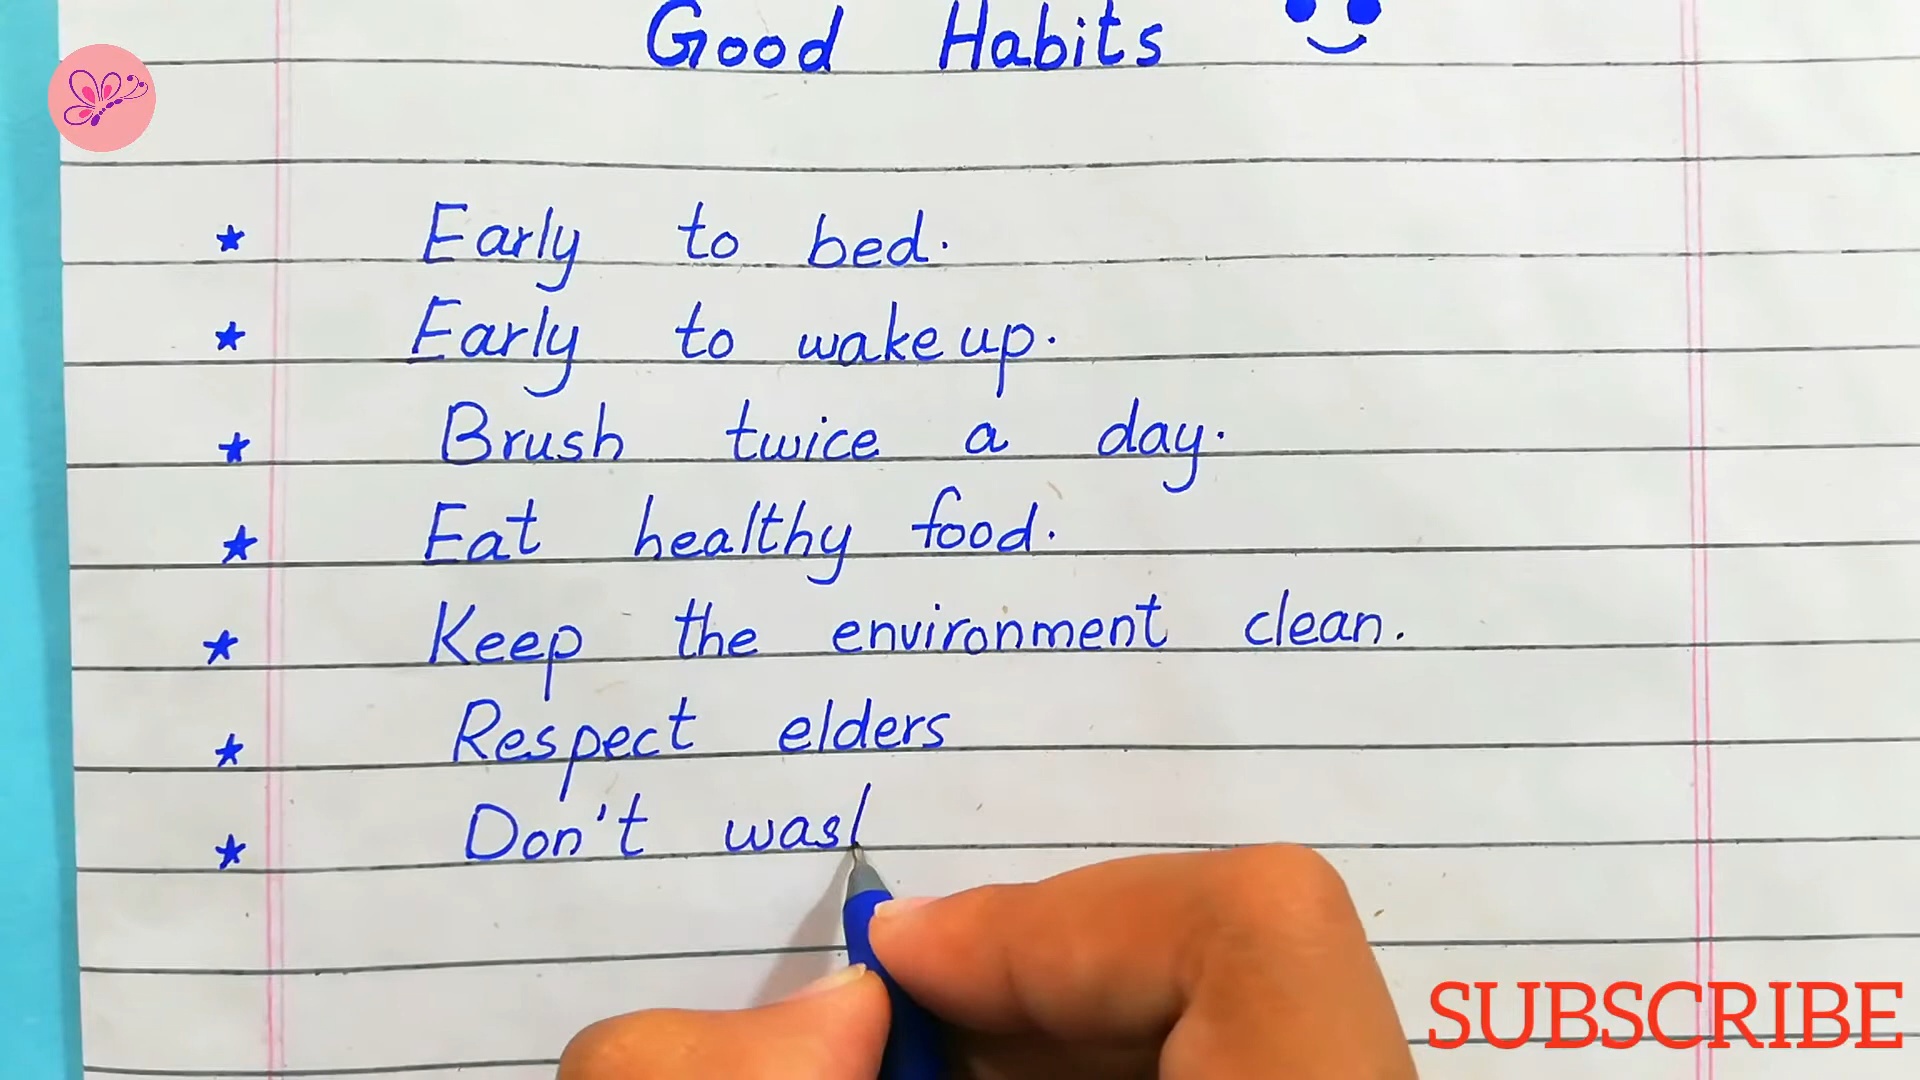 Good Habits
★ Early to bed.
★ Early to wake up.
★ Brush twice a day.
★ Eat healthy food.
★ Keep the environment clean.
★ Respect elders
★ Don't
SUBSCRIBE